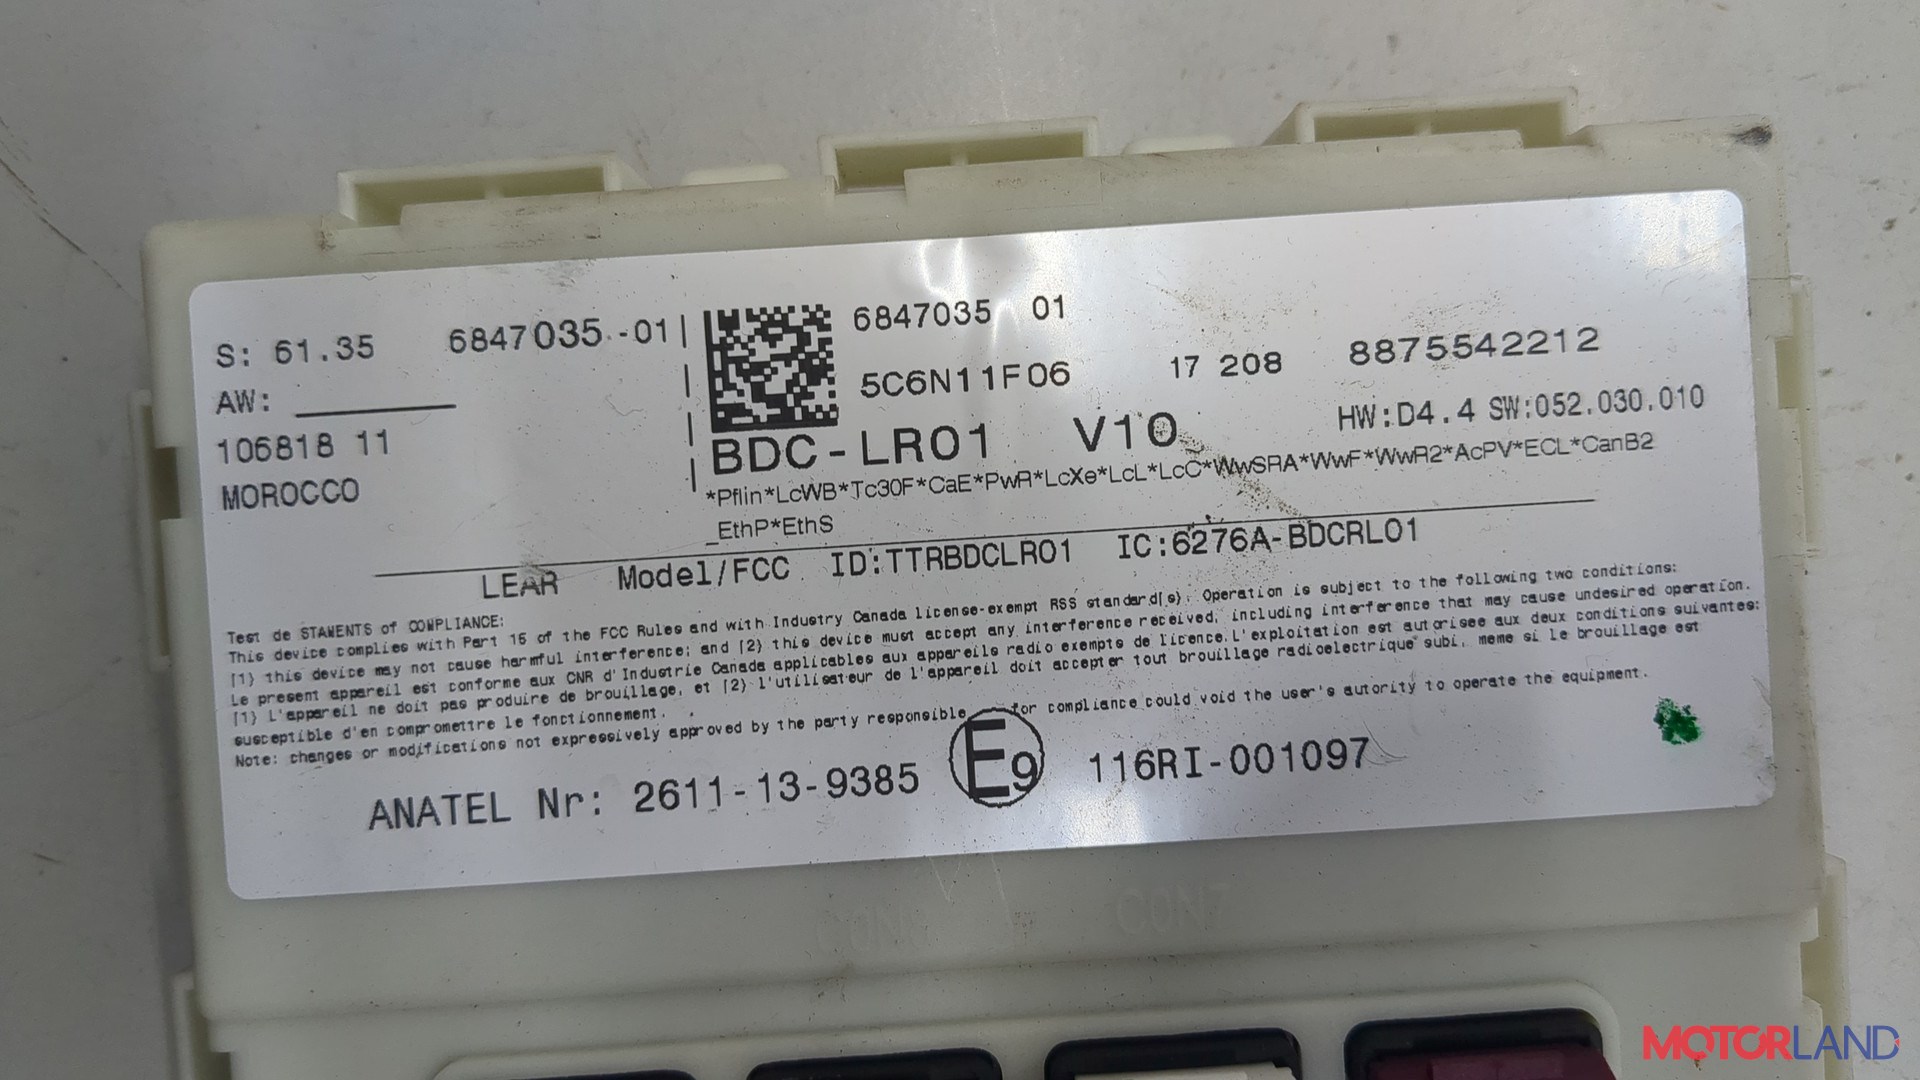 S: 61.35 6847035-01
AW:
106818 11
MOROCCO
6847035 01
5C6N11F06 17 208 8875542212
BDC-LR01 V10 HW:D4.4 SW:052.030.010
*Pflin*LcWB*Tc30F*CaE*PwR*LcXe*LcL*LcC*WwSRA*WwF*WwR2*AcPV*ECL*CanB2
_EthP*EthS
LEAR Model/FCC ID:TTRBDCLR01 IC:6276A-BDCRL01
Test de STAWENTS of COWPLIANCE:
This device complies with Part 15 of the FCC Rules and with Industry Canada license-exempt RSS standard(s). Operation is subject to the following two conditions:
(1) this device may not cause harmful interference; and (2) this device must accept any interference received, including interference that may cause undesired operation.
Le present appareil est conforme aux CNR d'Industrie Canada applicables aux appareils radio exempts de licence.L'exploitation est autorisee aux deux conditions suivantes:
(1) L'appareil ne doit pas produire de brouillage, et (2) l'utilisateur de l'appareil doit accepter tout brouillage radioelectrique subi, meme si le brouillage est
susceptible d'en compromettre le fonctionnement.
Note: changes or modifications not expressively approved by the party responsible for compliance could void the user's autority to operate the equipment.
ANATEL Nr: 2611-13-9385 E9 116RI-001097
CON7
MOTORLAND